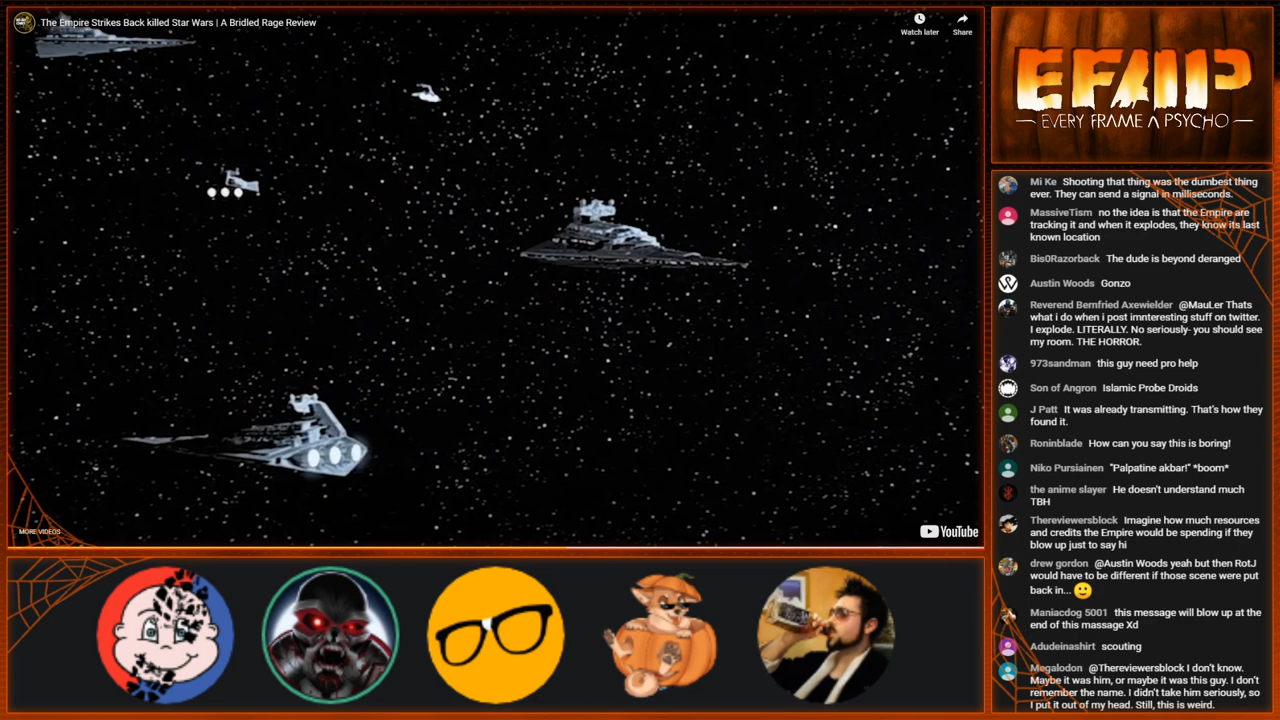 The Empire Strikes Back killed Star Wars | A Bridled Rage Review
Watch later
Share
MORE VIDEOS
YouTube
EFAP
EVERY FRAME A PSYCHO
Mi Ke Shooting that thing was the dumbest thing
ever. They can send a signal in milliseconds.
MassiveTism no the idea is that the Empire are
tracking it and when it explodes, they know its last
known location
Bis0Razorback The dude is beyond deranged
Austin Woods Gonzo
Reverend Bernfried Axewielder @MauLer Thats
what i do when i post imnteresting stuff on twitter.
I explode. LITERALLY. No seriously- you should see
my room. THE HORROR.
973sandman this guy need pro help
Son of Angron Islamic Probe Droids
J Patt It was already transmitting. That's how they
found it.
Roninblade How can you say this is boring!
Niko Pursiainen "Palpatine akbar!" *boom*
the anime slayer He doesn't understand much
TBH
Thereviewersblock Imagine how much resources
and credits the Empire would be spending if they
blow up just to say hi
drew gordon @Austin Woods yeah but then RotJ
would have to be different if those scene were put
back in...
Maniacdog 5001 this message will blow up at the
end of this massage Xd
Adudeinashirt scouting
Megalodon @Thereviewersblock I don't know.
Maybe it was him, or maybe it was this guy. I don't
remember the name. I didn't take him seriously, so
I put it out of my head. Still, this is weird.